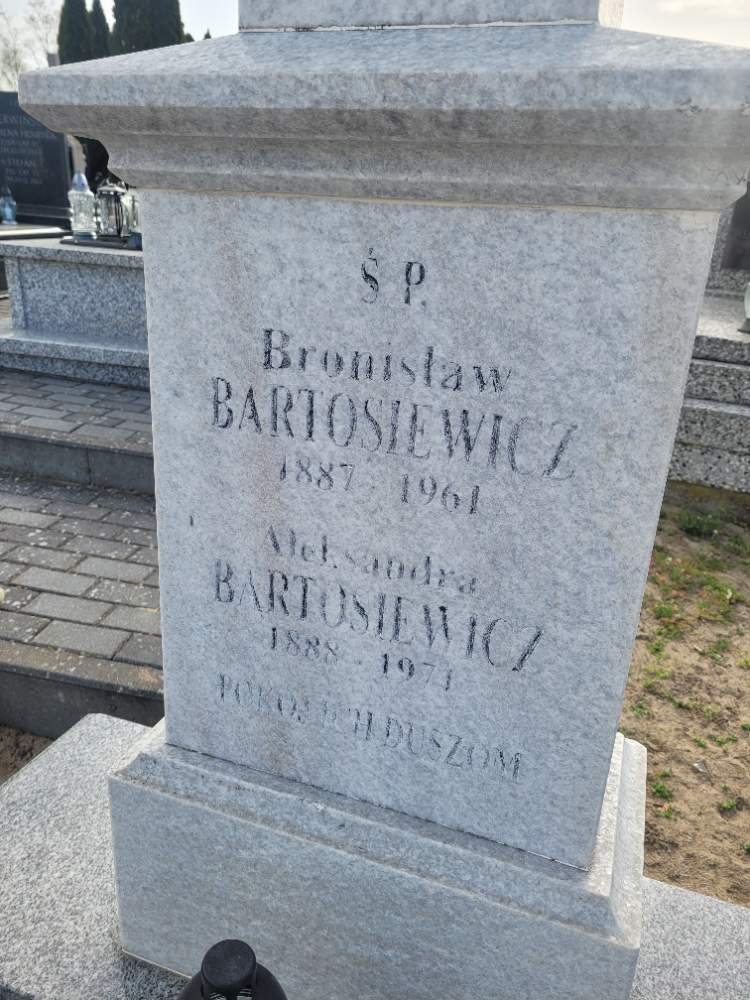 Ś P.
Bronisław
BARTOSIEWICZ
1887 - 1961
Aleksandra
BARTOSIEWICZ
1888 - 1971
POKÓJ ICH DUSZOM